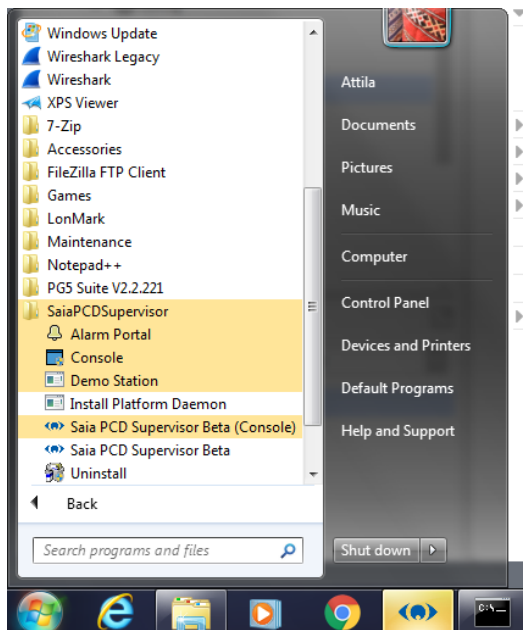 Windows Update
Wireshark Legacy
Wireshark
XPS Viewer
7-Zip
Accessories
FileZilla FTP Client
Games
LonMark
Maintenance
Notepad++
PG5 Suite V2.2.221
SaiaPCDSupervisor
Alarm Portal
Console
Demo Station
Install Platform Daemon
Saia PCD Supervisor Beta (Console)
Saia PCD Supervisor Beta
Uninstall
Back
Search programs and files
Attila
Documents
Pictures
Music
Computer
Control Panel
Devices and Printers
Default Programs
Help and Support
Shut down
C:\_